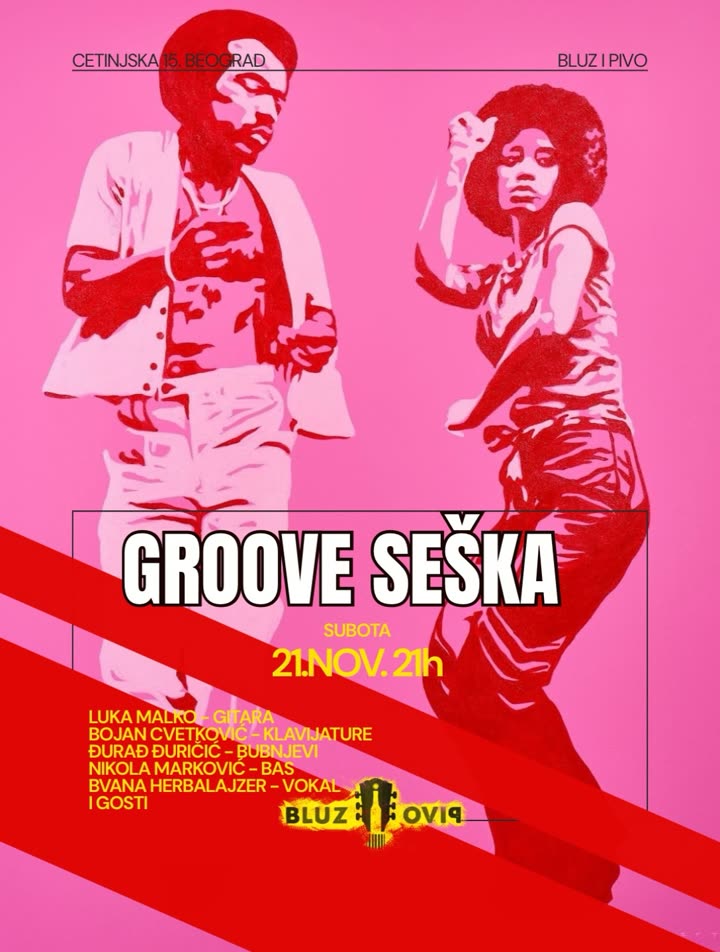 CETINJSKA 15. BEOGRAD
BLUZ I PIVO
GROOVE SEŠKA
SUBOTA
21.NOV. 21h
LUKA MALKO - GITARA
BOJAN CVETKOVIĆ - KLAVIJATURE
ĐURAĐ ĐURIČIĆ - BUBNJEVI
NIKOLA MARKOVIĆ - BAS
BVANA HERBALAJZER - VOKAL
I GOSTI
BLUZ I PIVO